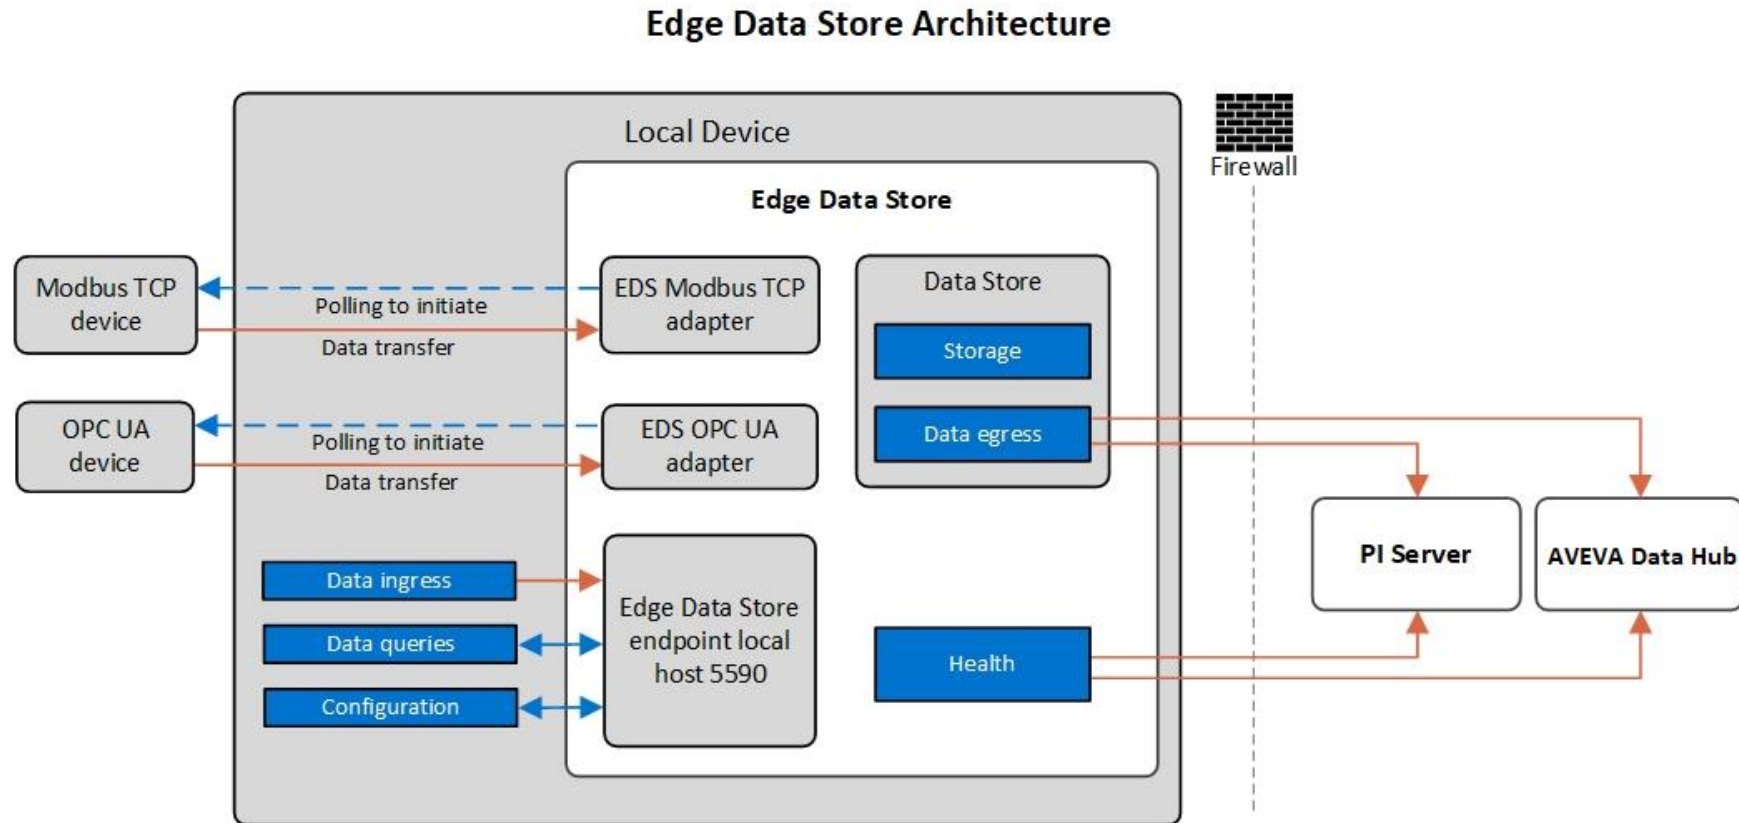 Edge Data Store Architecture
Local Device
Firewall
Edge Data Store
Modbus TCP
device
Polling to initiate
Data transfer
EDS Modbus TCP
adapter
Data Store
Storage
Data egress
OPC UA
device
Polling to initiate
Data transfer
EDS OPC UA
adapter
Data ingress
Data queries
Configuration
Edge Data Store
endpoint local
host 5590
Health
PI Server
AVEVA Data Hub